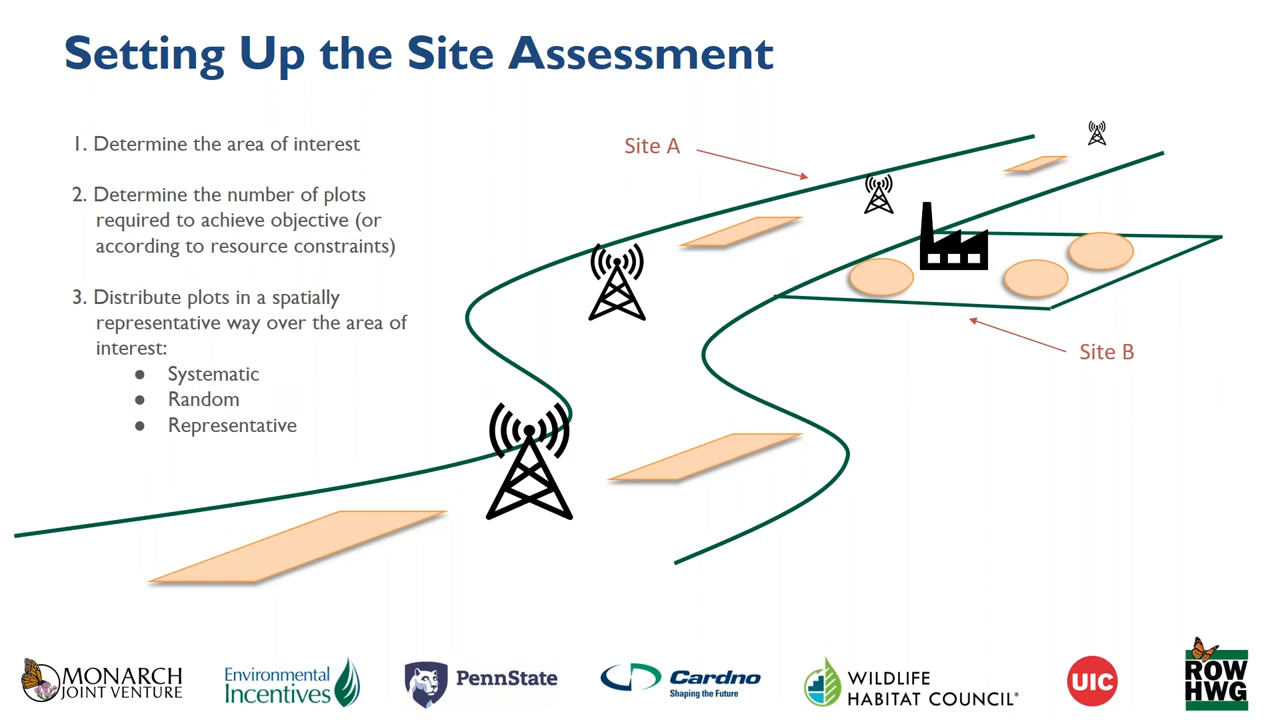 Setting Up the Site Assessment
1. Determine the area of interest
2. Determine the number of plots
required to achieve objective (or
according to resource constraints)
3. Distribute plots in a spatially
representative way over the area of
interest:
● Systematic
● Random
● Representative
Site A
Site B
MONARCH
JOINT VENTURE
Environmental
Incentives
PennState
Cardno
Shaping the Future
WILDLIFE
HABITAT COUNCIL®
UIC
ROW
HWG